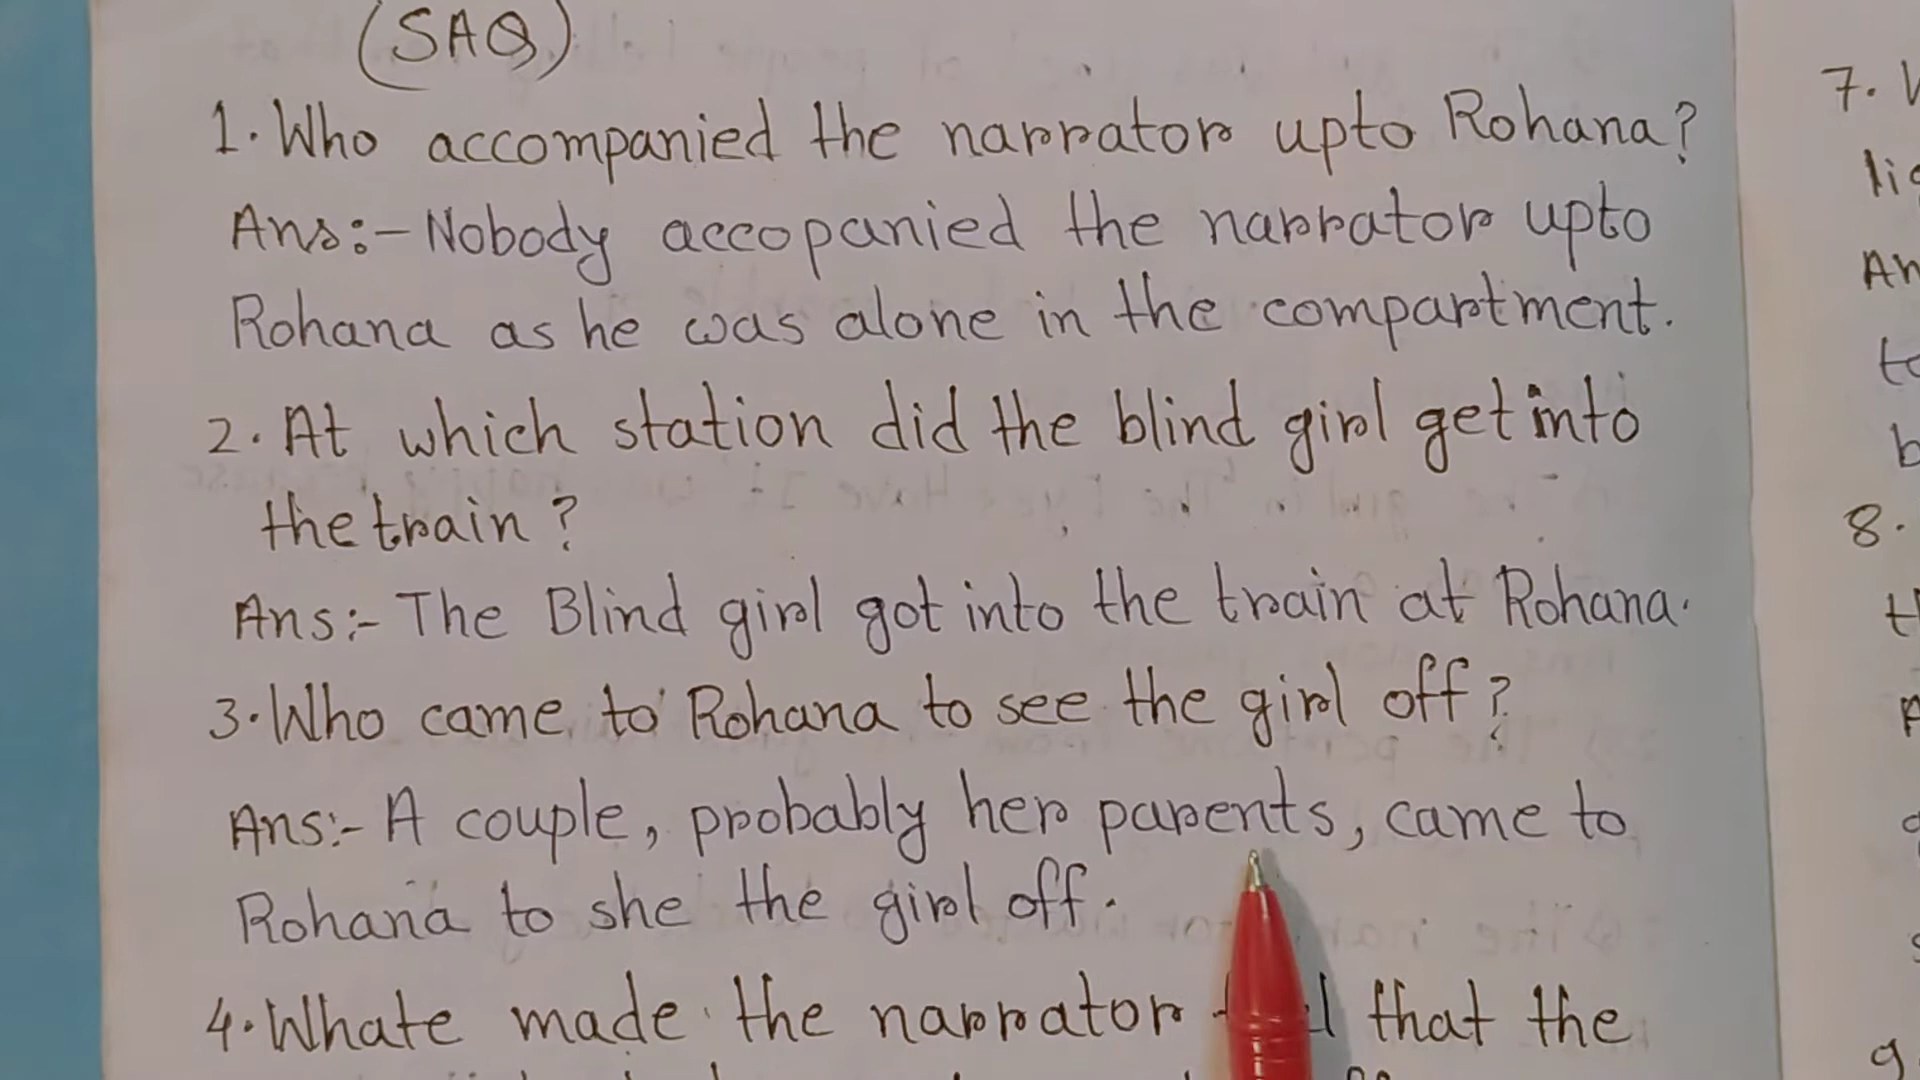 (SAQ)
1. Who accompanied the narrator upto Rohana?
Ans:- Nobody accopanied the narrator upto
Rohana as he was alone in the compartment.
2. At which station did the blind girl get into
the train?
Ans:- The Blind girl got into the train at Rohana.
3. Who came to Rohana to see the girl off?
Ans:- A couple, probably her parents, came to
Rohana to she the girl off.
4. Whate made the narrator that the
7.
8.
9